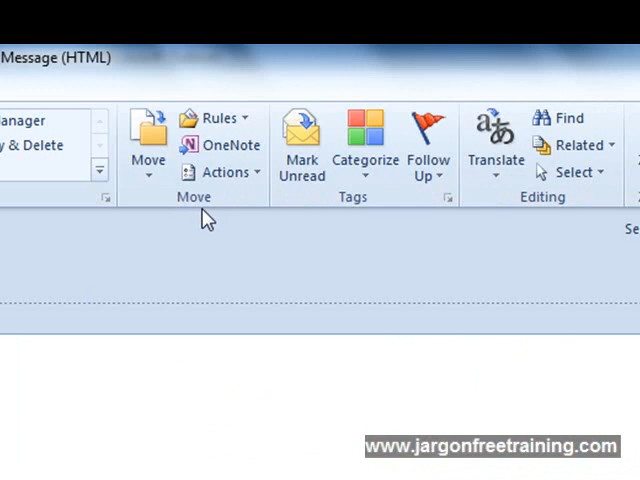 Message (HTML)
anager
y & Delete
Move
Rules
OneNote
Actions
Move
Mark Unread
Categorize
Follow Up
Tags
Translate
Find
Related
Select
Editing
Se
www.jargonfreetraining.com